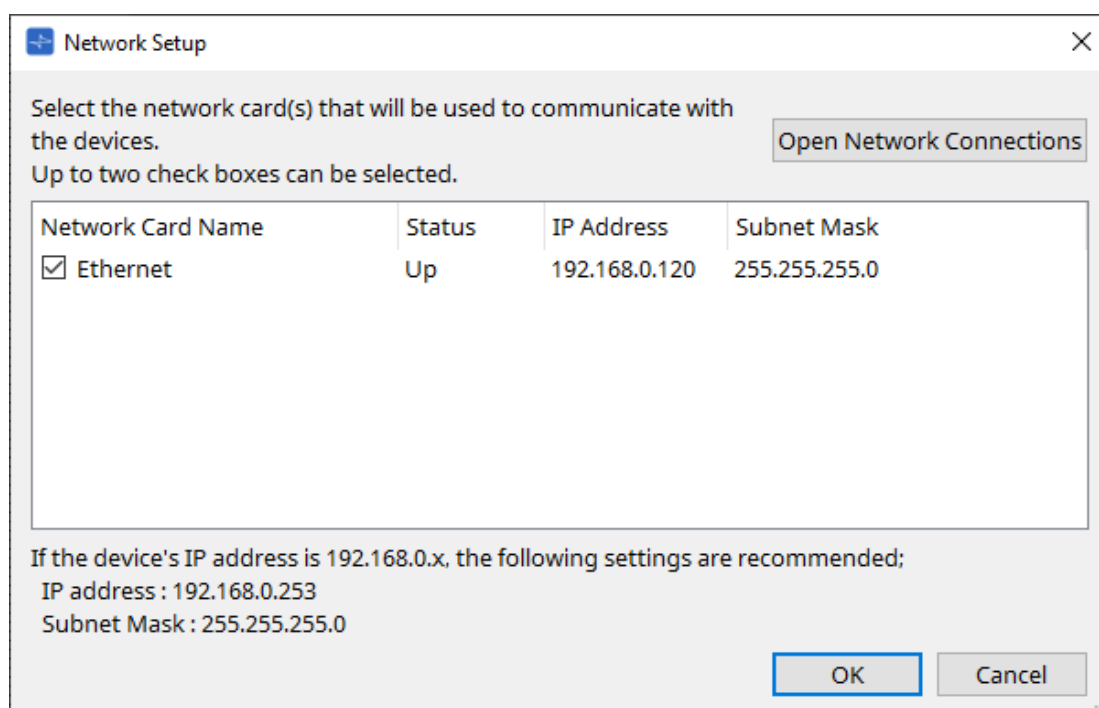 Network Setup
Select the network card(s) that will be used to communicate with
the devices.
Up to two check boxes can be selected.
Open Network Connections
Network Card Name Status IP Address Subnet Mask
Ethernet Up 192.168.0.120 255.255.255.0
If the device's IP address is 192.168.0.x, the following settings are recommended;
IP address : 192.168.0.253
Subnet Mask : 255.255.255.0
OK Cancel